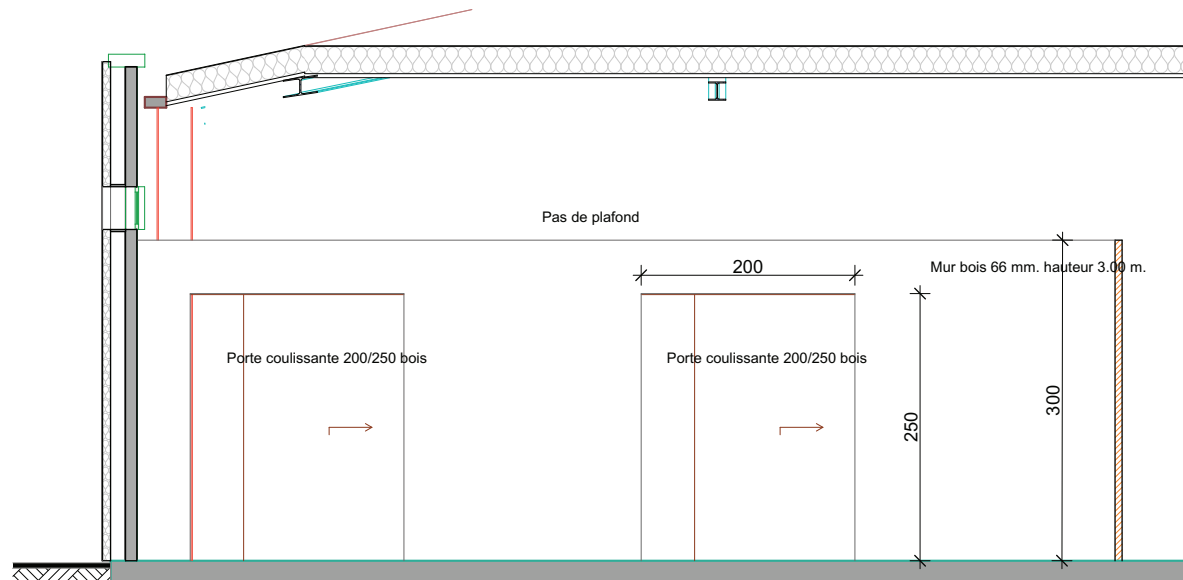 Pas de plafond
200
Mur bois 66 mm. hauteur 3.00 m.
Porte coulissante 200/250 bois
Porte coulissante 200/250 bois
250
300